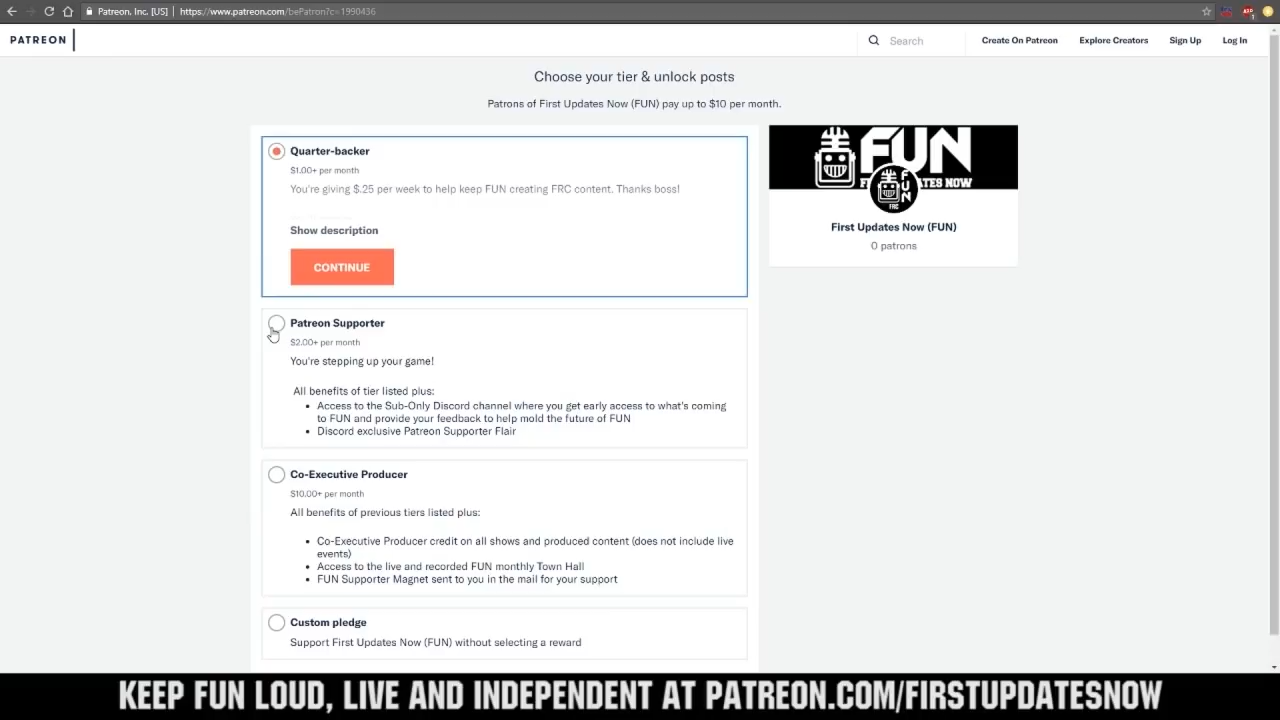 Patreon, Inc. [US] | https://www.patreon.com/bePatron?c=1990436
PATREON
Search
Create On Patreon
Explore Creators
Sign Up
Log In
Choose your tier & unlock posts
Patrons of First Updates Now (FUN) pay up to $10 per month.
Quarter-backer
$1.00+ per month
You're giving $.25 per week to help keep FUN creating FRC content. Thanks boss!
Show description
CONTINUE
FUN
FUN
FRC
First Updates Now (FUN)
0 patrons
Patreon Supporter
$2.00+ per month
You're stepping up your game!
All benefits of tier listed plus:
• Access to the Sub-Only Discord channel where you get early access to what's coming
to FUN and provide your feedback to help mold the future of FUN
• Discord exclusive Patreon Supporter Flair
Co-Executive Producer
$10.00+ per month
All benefits of previous tiers listed plus:
• Co-Executive Producer credit on all shows and produced content (does not include live
events)
• Access to the live and recorded FUN monthly Town Hall
• FUN Supporter Magnet sent to you in the mail for your support
Custom pledge
Support First Updates Now (FUN) without selecting a reward
KEEP FUN LOUD, LIVE AND INDEPENDENT AT PATREON.COM/FIRSTUPDATESNOW